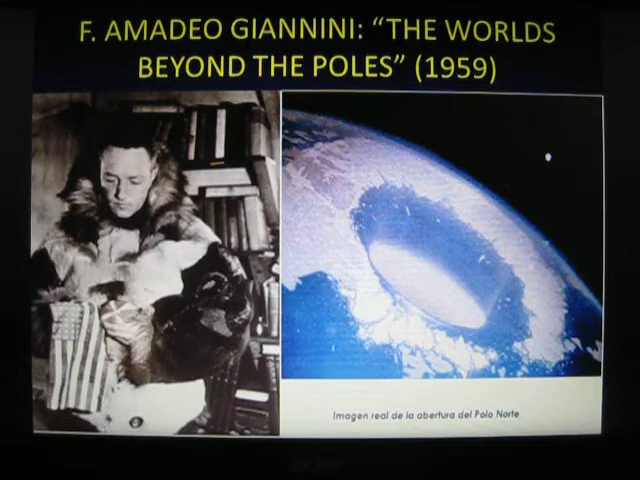 F. AMADEO GIANNINI: “THE WORLDS
BEYOND THE POLES” (1959)
Imagen real de la abertura del Polo Norte